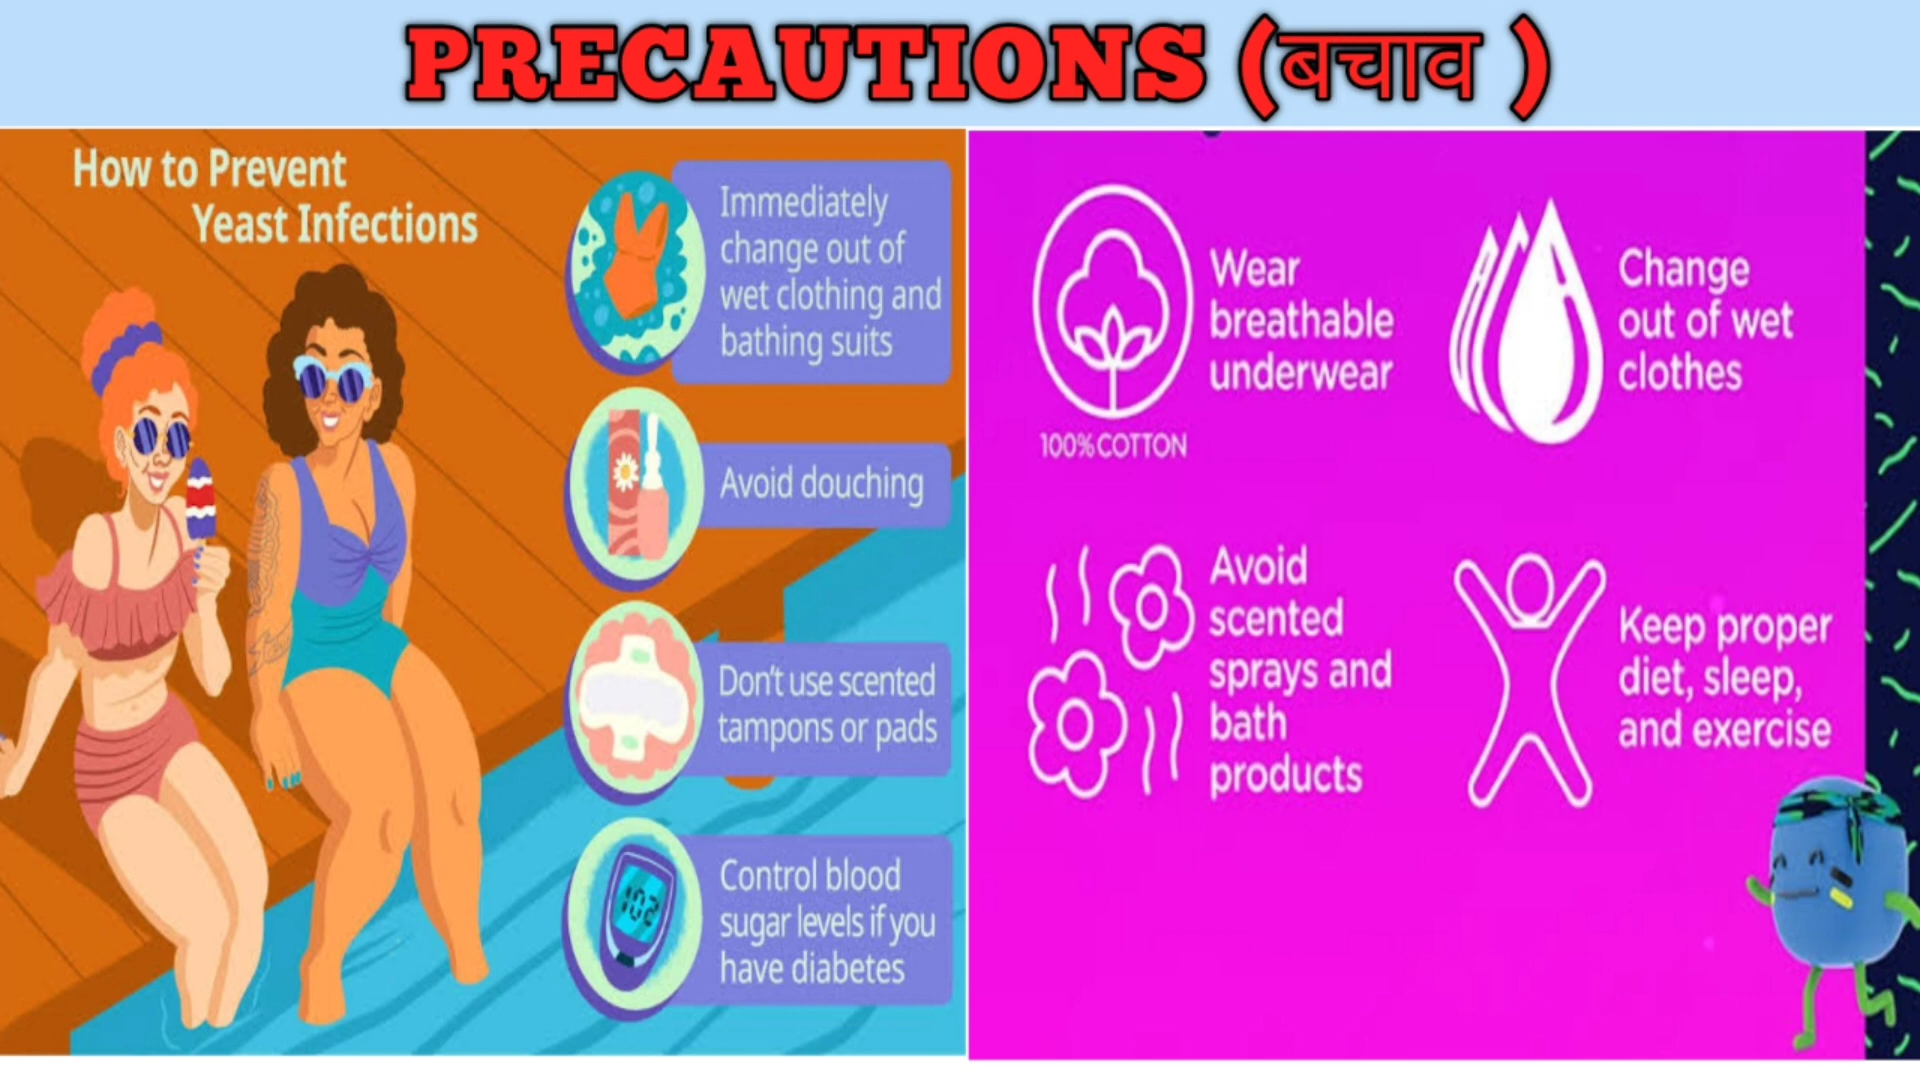 PRECAUTIONS (बचाव )
How to Prevent
Yeast Infections
Immediately
change out of
wet clothing and
bathing suits
Avoid douching
Don't use scented
tampons or pads
102
Control blood
sugar levels if you
have diabetes
Wear
breathable
underwear
100% COTTON
Change
out of wet
clothes
Avoid
scented
sprays and
bath
products
Keep proper
diet, sleep,
and exercise